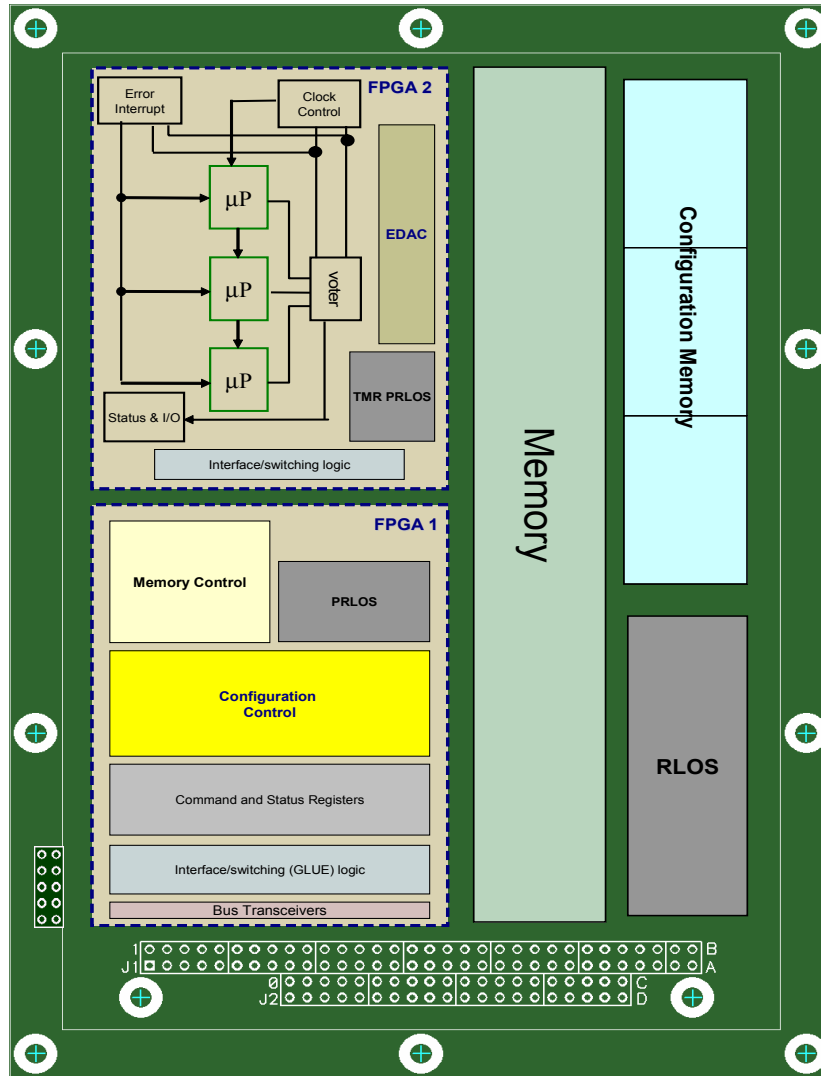 FPGA 2
Error
Interrupt
Clock
Control
µP
µP
µP
voter
EDAC
TMR PRLOS
Status & I/O
Interface/switching logic
FPGA 1
Memory Control
PRLOS
Configuration
Control
Command and Status Registers
Interface/switching (GLUE) logic
Bus Transceivers
Memory
Configuration Memory
RLOS
1
B
J1
A
0
C
J2
D